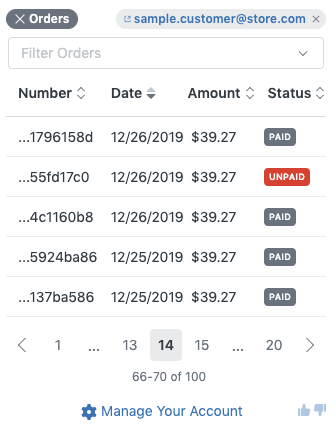 Orders
sample.customer@store.com
Filter Orders
Number Date Amount Status
...1796158d 12/26/2019 $39.27 PAID
...55fd17c0 12/26/2019 $39.27 UNPAID
...4c1160b8 12/26/2019 $39.27 PAID
...5924ba86 12/25/2019 $39.27 PAID
...137ba586 12/25/2019 $39.27 PAID
1 ... 13 14 15 ... 20
66-70 of 100
Manage Your Account